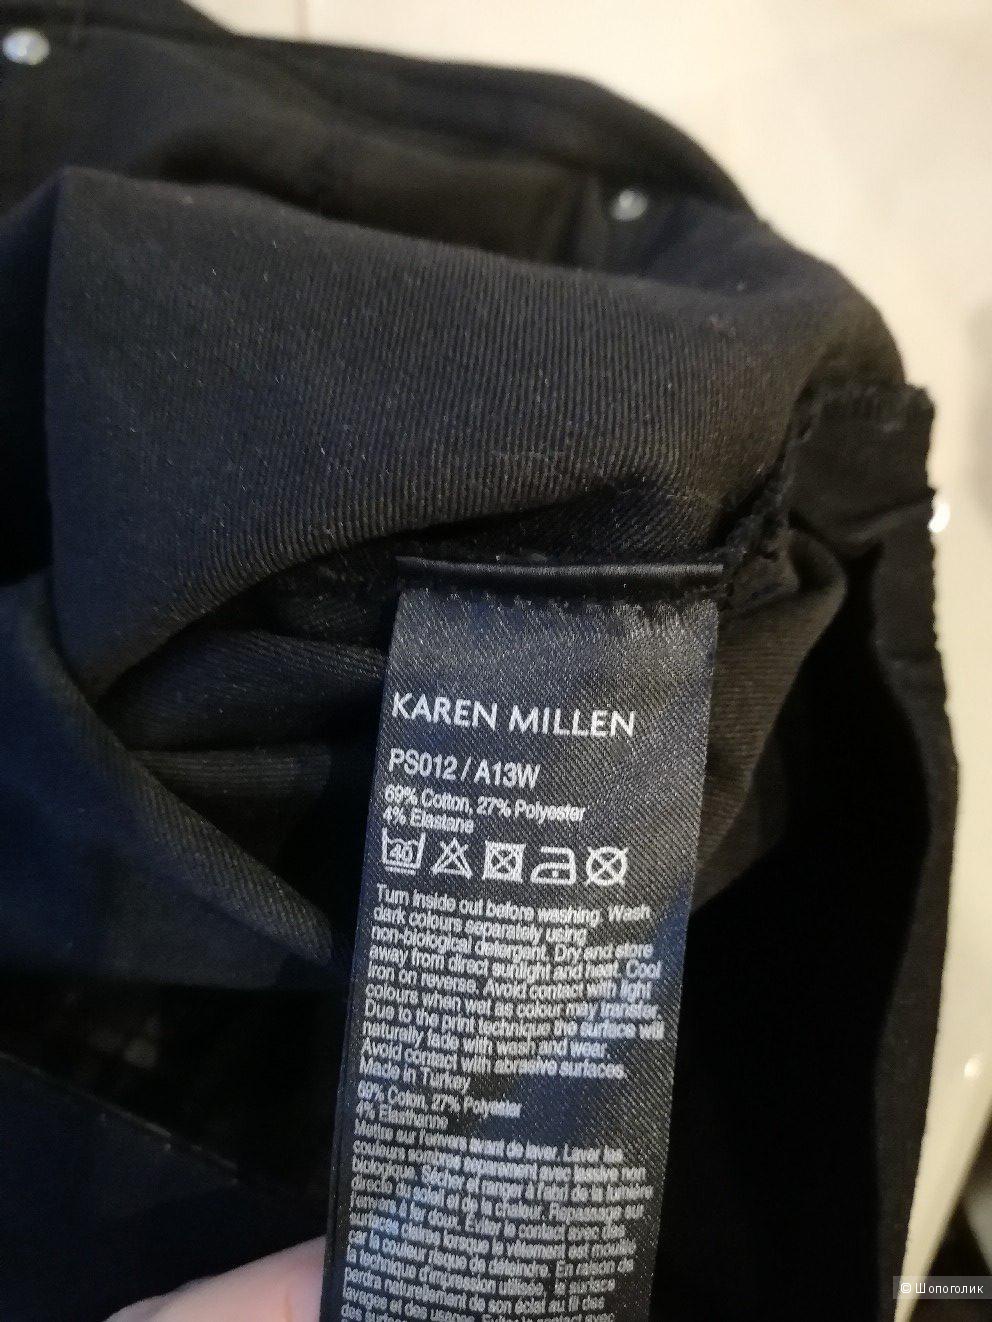 KAREN MILLEN
PS012 / A13W
69% Cotton, 27% Polyester
4% Elastane
40
Turn inside out before washing. Wash
dark colours separately using
non-biological detergent. Dry and store
away from direct sunlight and heat. Cool
iron on reverse. Avoid contact with light
colours when wet as colour may transfer.
Due to the print technique the surface will
naturally fade with wash and wear.
Avoid contact with abrasive surfaces.
Made in Turkey
69% Coton, 27% Polyester
4% Elasthanne
Mettre sur l'envers avant de laver. Laver les
couleurs sombres séparément avec lessive non
biologique. Sécher et ranger à l'abri de la lumière
directe du soleil et de la chaleur. Repassage sur
l'envers à fer doux. Éviter le contact avec des
surfaces claires lorsque le vêtement est mouillé
car la couleur risque de déteindre. En raison de
la technique d'impression utilisée, la surface
perdra naturellement de son éclat au fil des
lavages et des usages. Éviter le contact avec
des surfaces
© Шопоголик